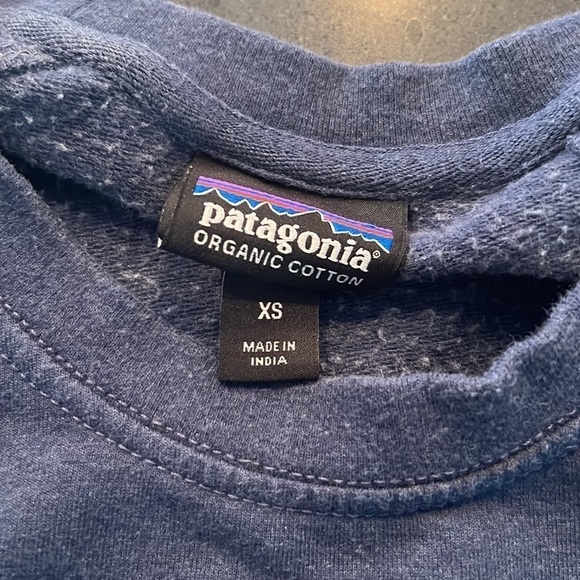 patagonia®
ORGANIC COTTON
XS
MADE IN
INDIA